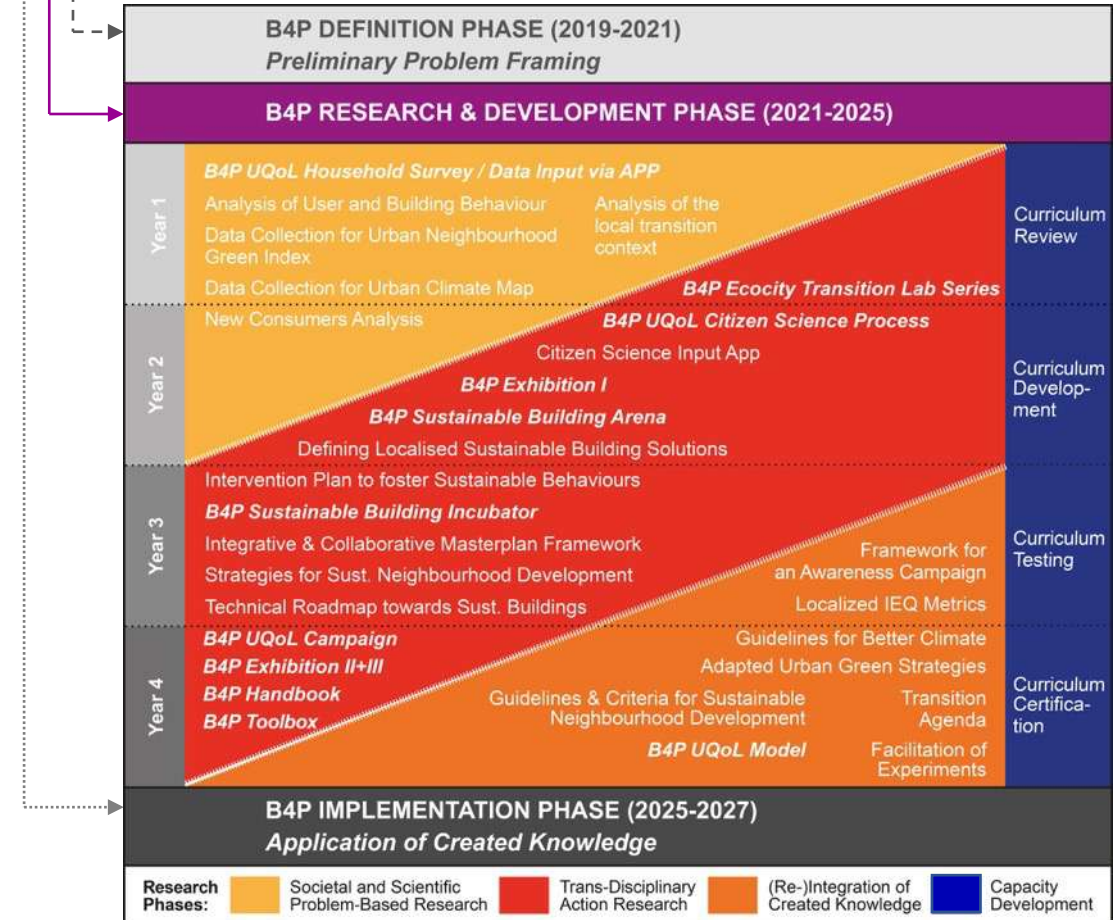 B4P DEFINITION PHASE (2019-2021)
Preliminary Problem Framing
B4P RESEARCH & DEVELOPMENT PHASE (2021-2025)
Year 1
B4P UQoL Household Survey / Data Input via APP
Analysis of User and Building Behaviour
Data Collection for Urban Neighbourhood
Green Index
Data Collection for Urban Climate Map
Analysis of the
local transition
context
B4P Ecocity Transition Lab Series
Curriculum
Review
Year 2
New Consumers Analysis
B4P UQoL Citizen Science Process
Citizen Science Input App
B4P Exhibition I
B4P Sustainable Building Arena
Defining Localised Sustainable Building Solutions
Curriculum
Develop-
ment
Year 3
Intervention Plan to foster Sustainable Behaviours
B4P Sustainable Building Incubator
Integrative & Collaborative Masterplan Framework
Strategies for Sust. Neighbourhood Development
Technical Roadmap towards Sust. Buildings
Framework for
an Awareness Campaign
Localized IEQ Metrics
Curriculum
Testing
Year 4
B4P UQoL Campaign
B4P Exhibition II+III
B4P Handbook
B4P Toolbox
Guidelines for Better Climate
Adapted Urban Green Strategies
Guidelines & Criteria for Sustainable
Neighbourhood Development
B4P UQoL Model
Transition
Agenda
Facilitation of
Experiments
Curriculum
Certifica-
tion
B4P IMPLEMENTATION PHASE (2025-2027)
Application of Created Knowledge
Research
Phases:
Societal and Scientific
Problem-Based Research
Trans-Disciplinary
Action Research
(Re-)Integration of
Created Knowledge
Capacity
Development